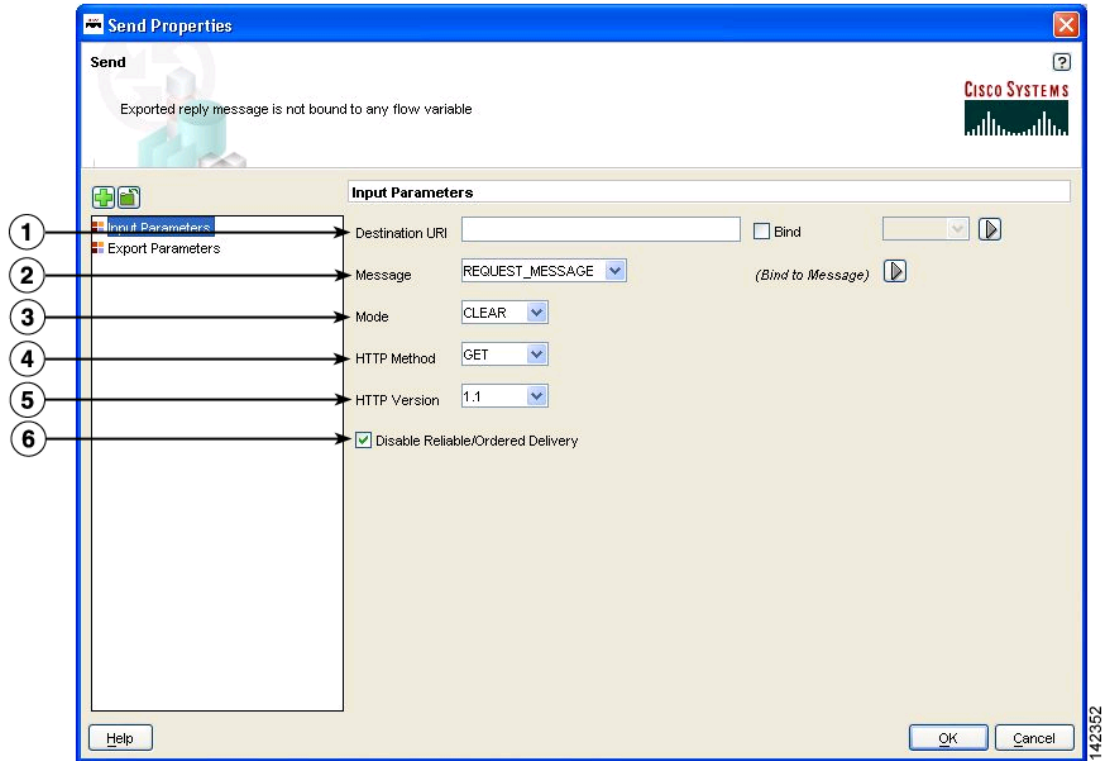 Send Properties
Send
?
CISCO SYSTEMS
Exported reply message is not bound to any flow variable
Input Parameters
1
Input Parameters
Destination URI
Bind
Export Parameters
2
Message
REQUEST_MESSAGE
(Bind to Message)
3
Mode
CLEAR
4
HTTP Method
GET
5
HTTP Version
1.1
6
Disable Reliable/Ordered Delivery
Help
OK
Cancel
142352